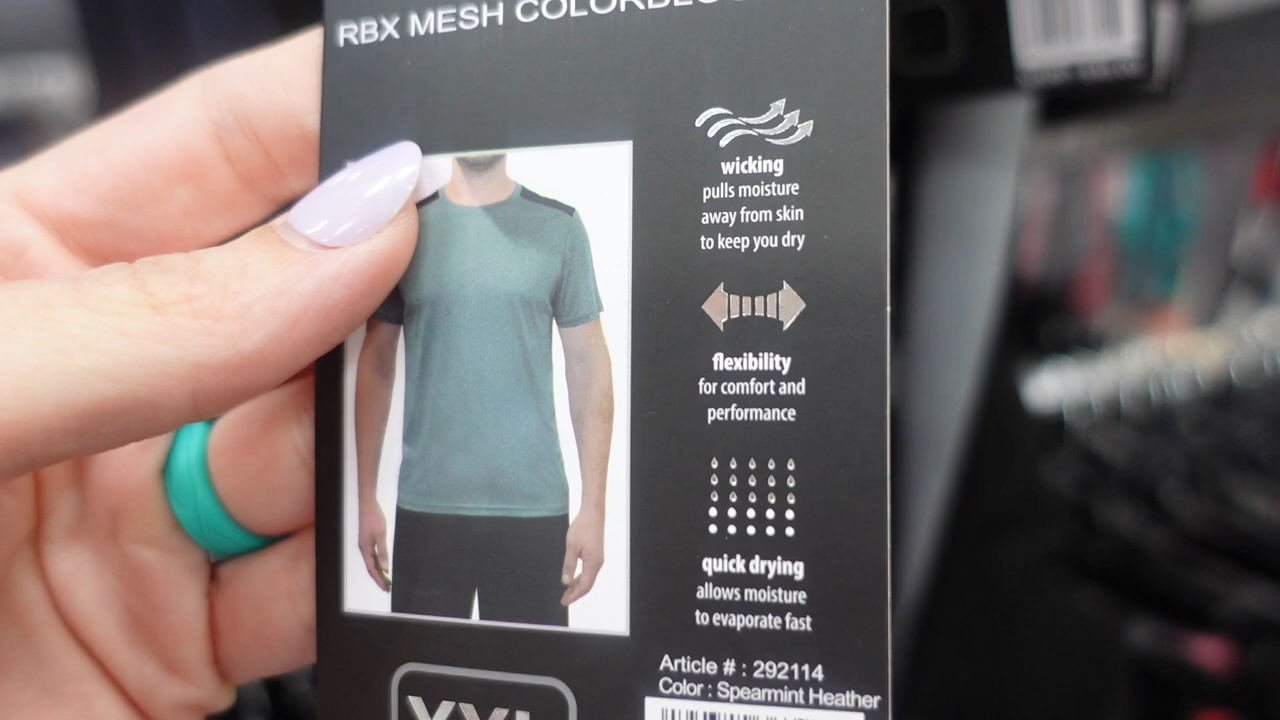 RBX MESH
wicking
pulls moisture
away from skin
to keep you dry
flexibility
for comfort and
performance
quick drying
allows moisture
to evaporate fast
Article # : 292114
Color : Spearmint Heather
XXL